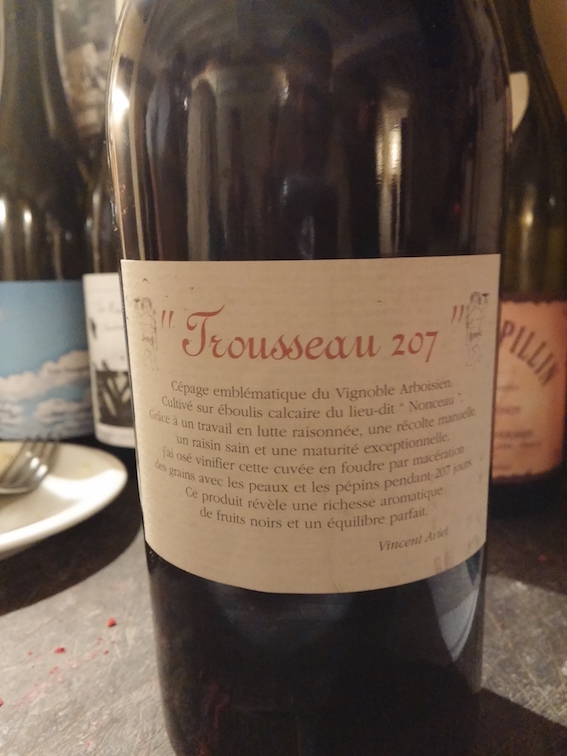 " Trousseau 207 "
Cépage emblématique du Vignoble Arboisien.
Cultivé sur éboulis calcaire du lieu-dit " Nonceau ".
Grâce à un travail en lutte raisonnée, une récolte manuelle,
un raisin sain et une maturité exceptionnelle.
j'ai osé vinifier cette cuvée en foudre par macération
des grains avec les peaux et les pépins pendant 207 jours.
Ce produit révèle une richesse aromatique
de fruits noirs et un équilibre parfait.
Vincent
PILLIN